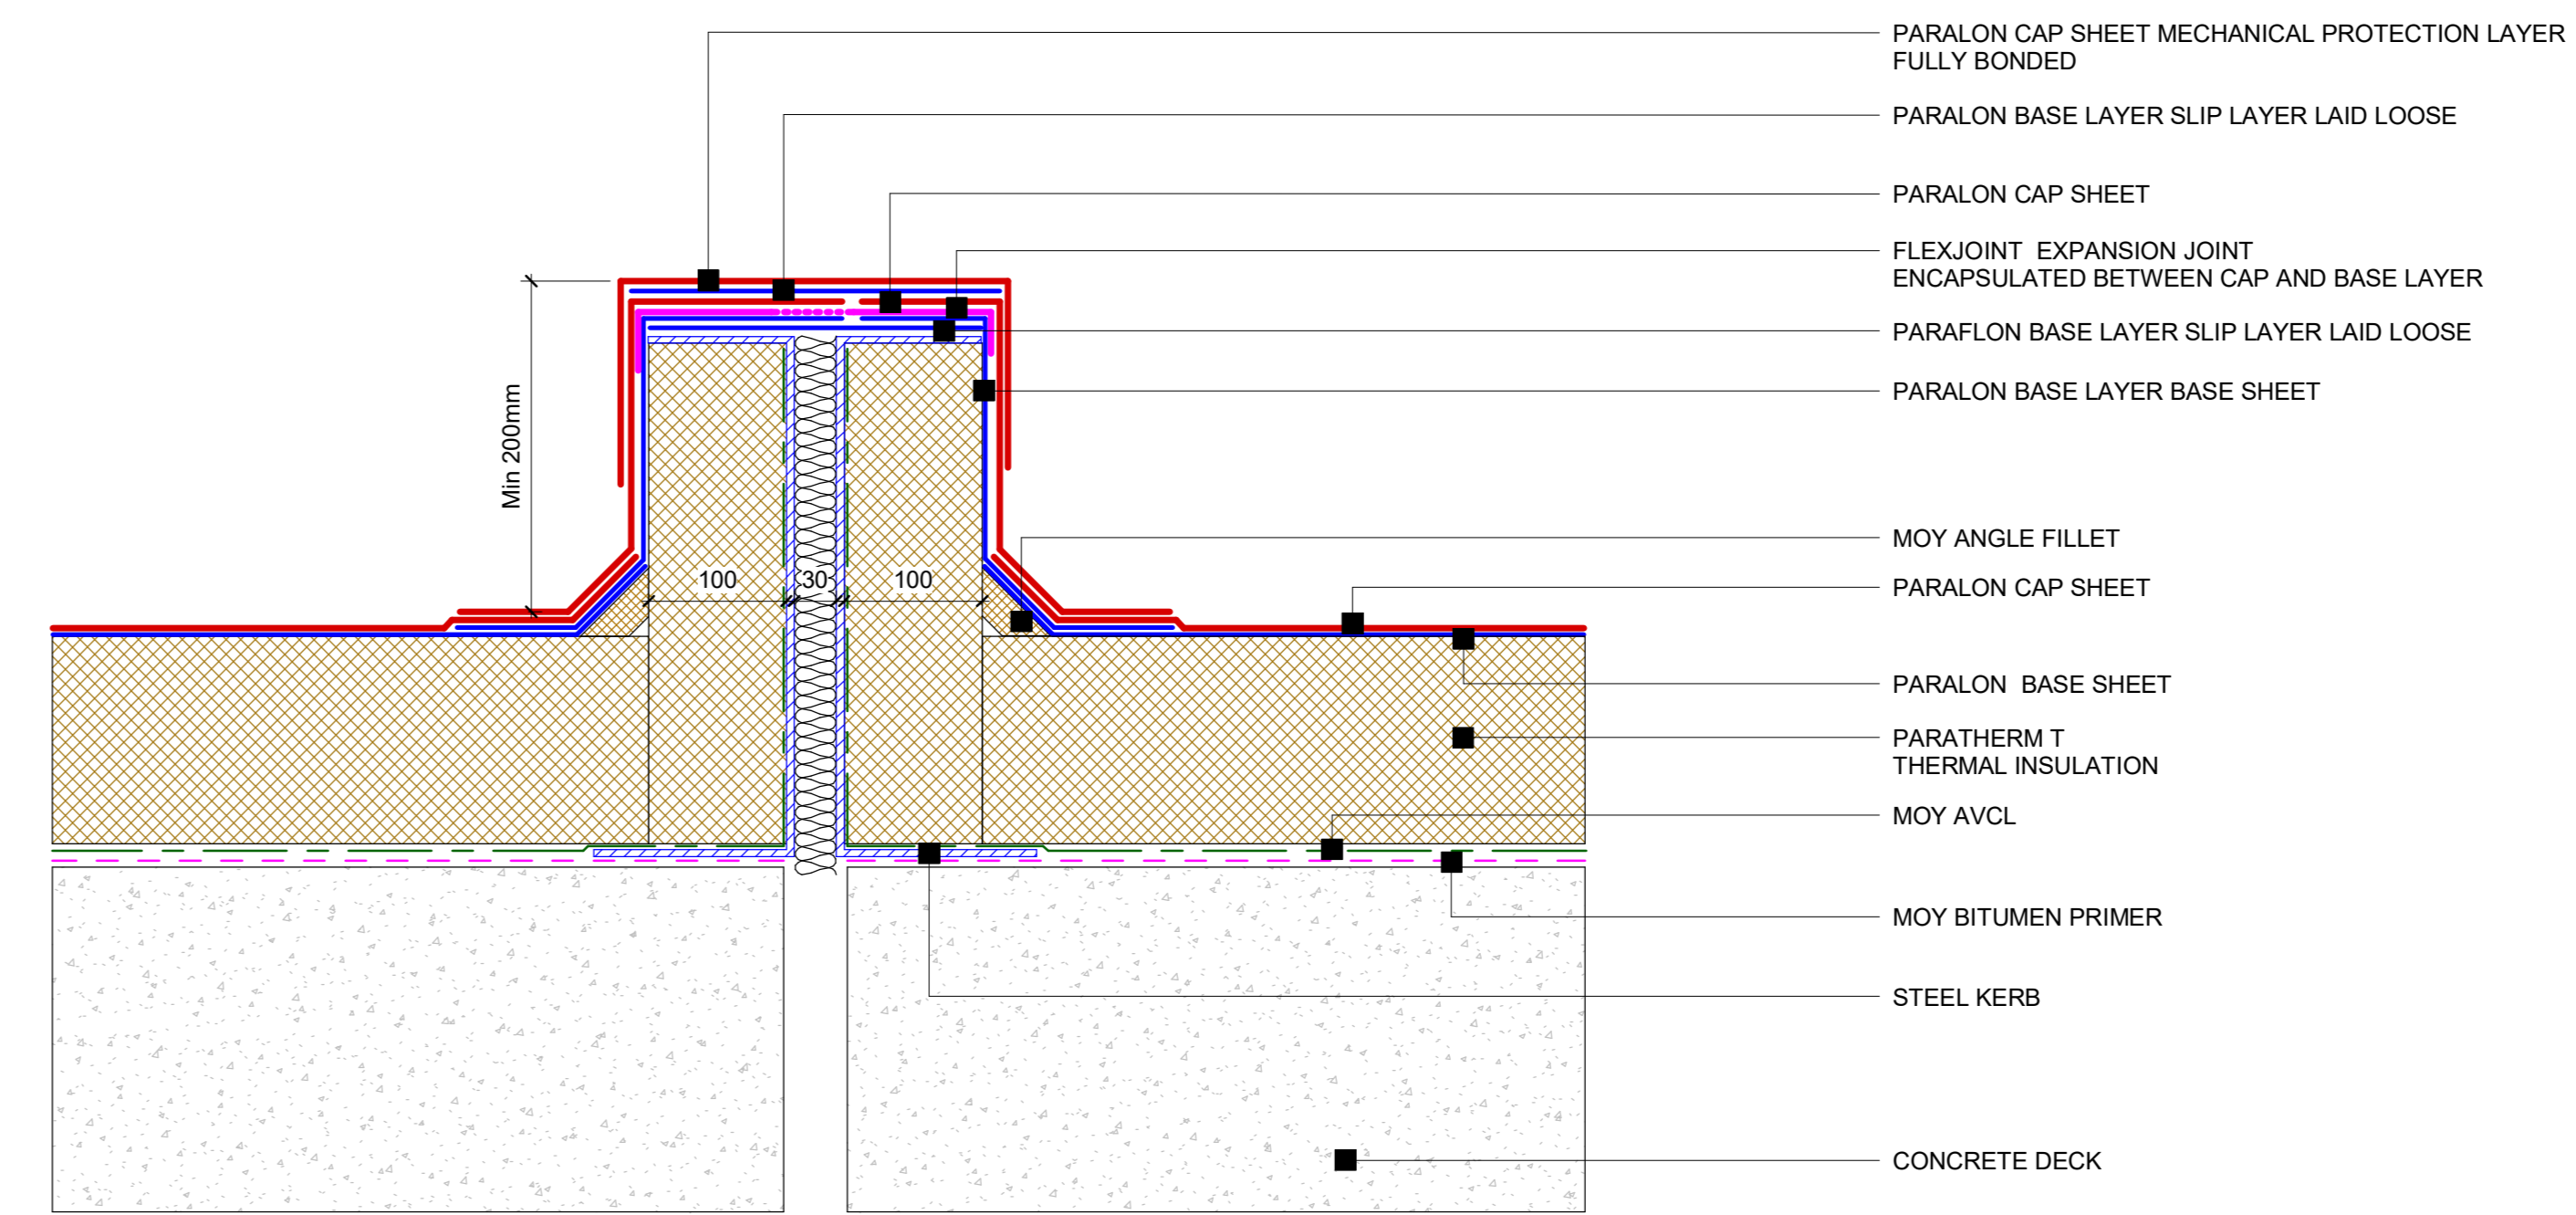 PARALON CAP SHEET MECHANICAL PROTECTION LAYER
FULLY BONDED
PARALON BASE LAYER SLIP LAYER LAID LOOSE
PARALON CAP SHEET
FLEXJOINT EXPANSION JOINT
ENCAPSULATED BETWEEN CAP AND BASE LAYER
PARAFLON BASE LAYER SLIP LAYER LAID LOOSE
PARALON BASE LAYER BASE SHEET
Min 200mm
MOY ANGLE FILLET
100 30 100
PARALON CAP SHEET
PARALON BASE SHEET
PARATHERM T
THERMAL INSULATION
MOY AVCL
MOY BITUMEN PRIMER
STEEL KERB
CONCRETE DECK